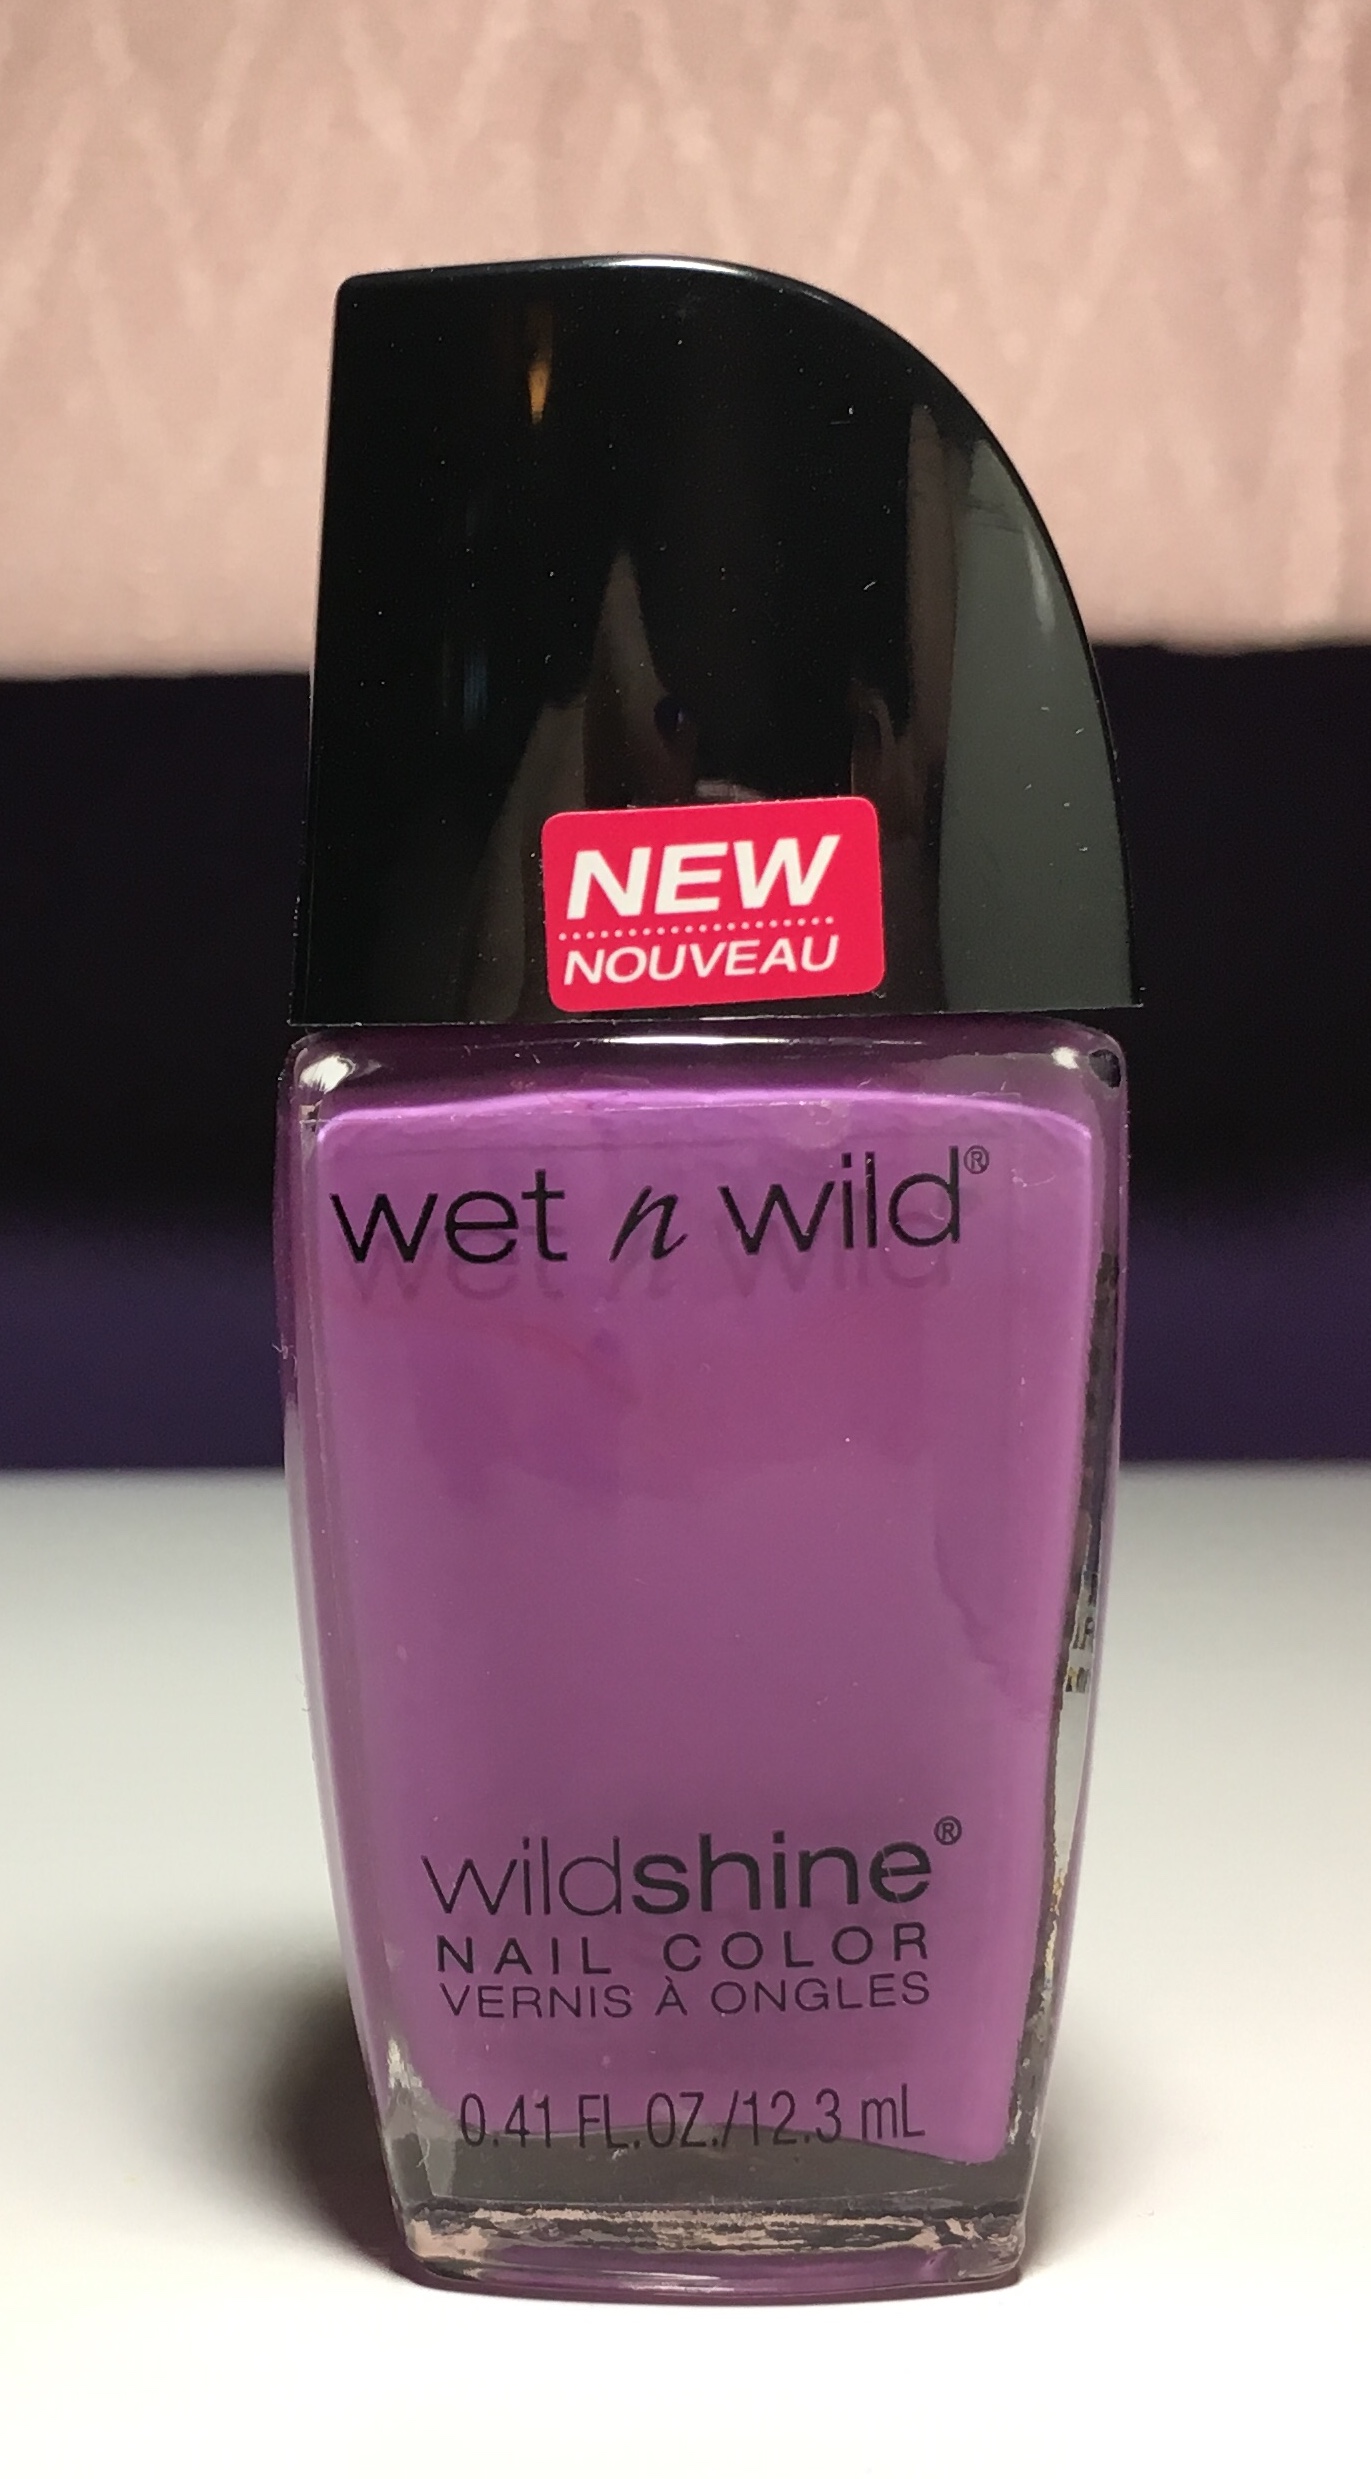 NEW
NOUVEAU
wet n wild®
wildshine®
NAIL COLOR
VERNIS À ONGLES
0.41 FL.OZ./12.3 mL